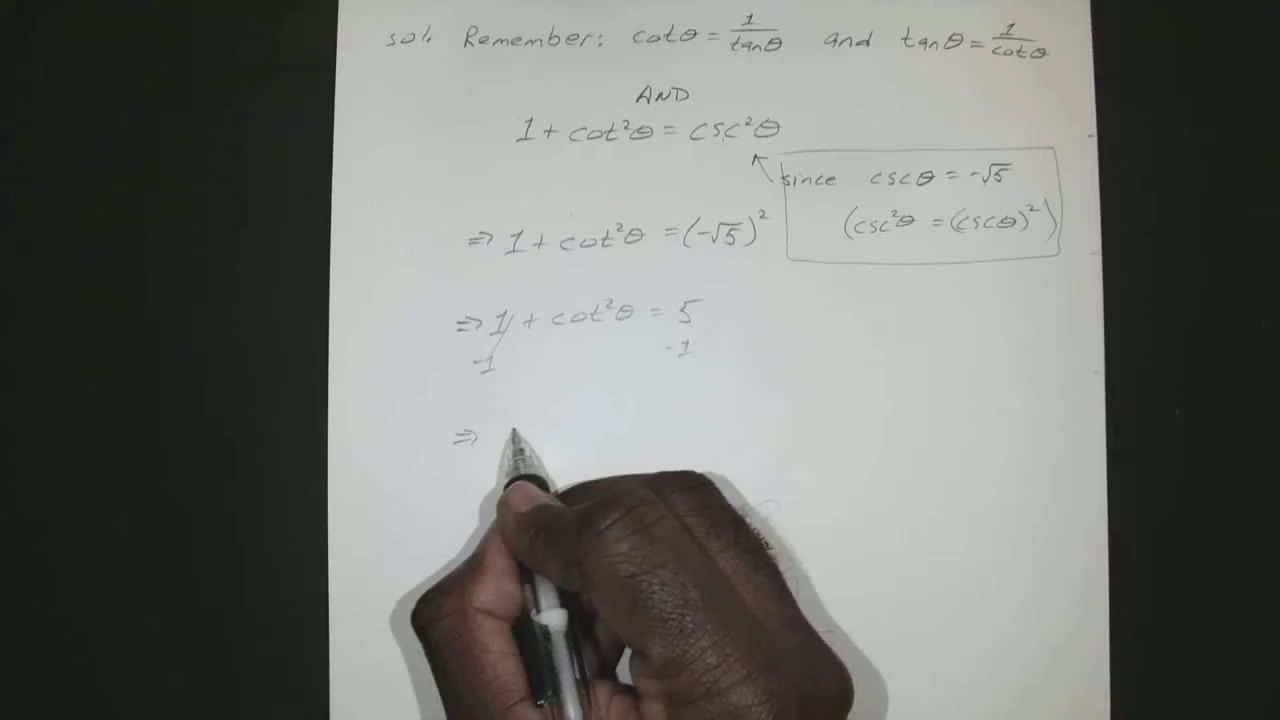 sol. Remember: cotθ = 1/tanθ and tanθ = 1/cotθ
AND
1 + cot²θ = csc²θ
since cscθ = -√5
(csc²θ = (cscθ)²)
⇒ 1 + cot²θ = (-√5)²
⇒ 1 + cot²θ = 5
-1 -1
⇒